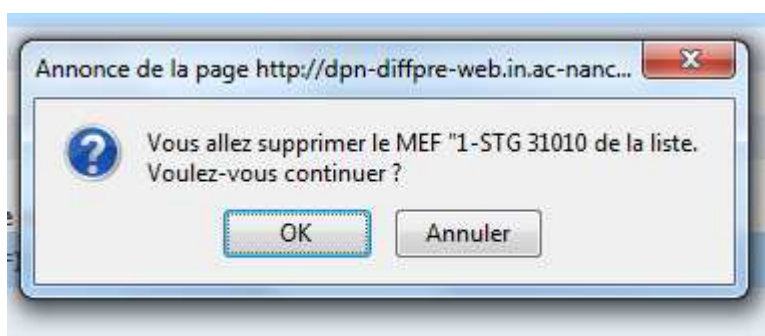 Annonce de la page http://dpn-diffpre-web.in.ac-nanc...
Vous allez supprimer le MEF "1-STG 31010 de la liste.
Voulez-vous continuer ?
OK
Annuler